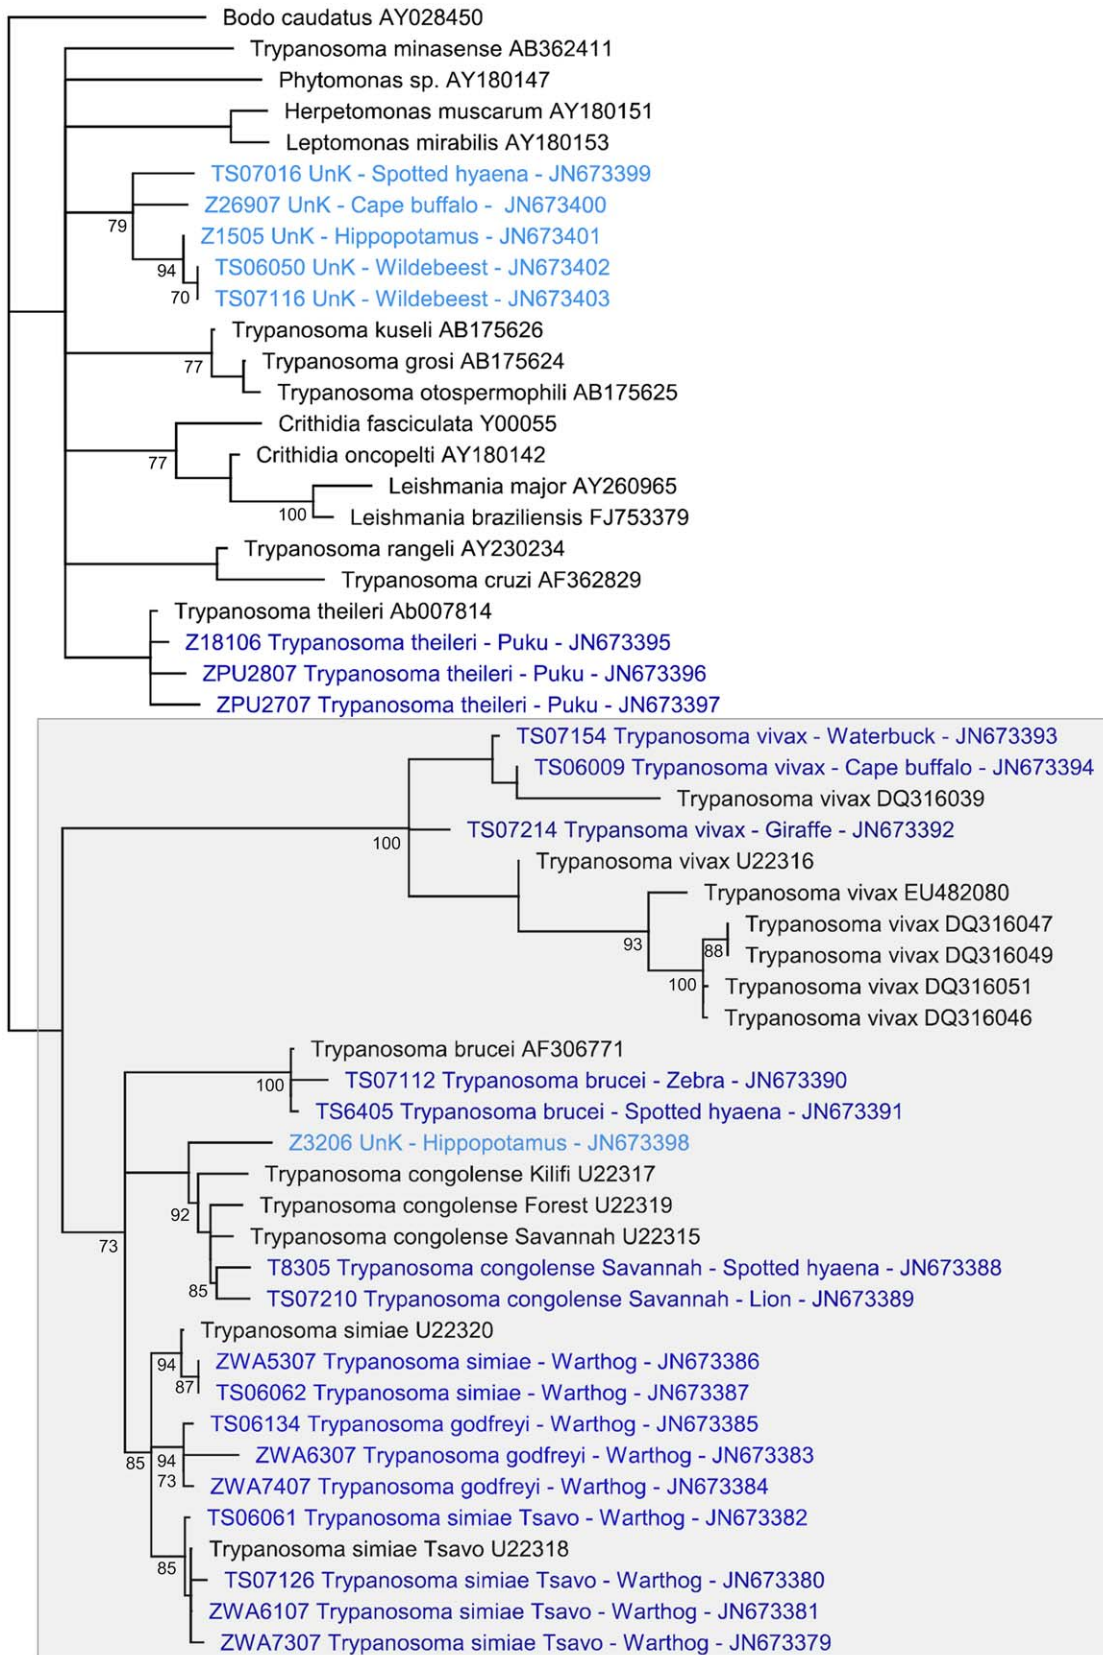 Bodo caudatus AY028450
Trypanosoma minasense AB362411
Phytomonas sp. AY180147
Herpetomonas muscarum AY180151
Leptomonas mirabilis AY180153
TS07016 UnK - Spotted hyaena - JN673399
Z26907 UnK - Cape buffalo - JN673400
79
Z1505 UnK - Hippopotamus - JN673401
94
TS06050 UnK - Wildebeest - JN673402
70
TS07116 UnK - Wildebeest - JN673403
Trypanosoma kuseli AB175626
77
Trypanosoma grosi AB175624
Trypanosoma otospermophili AB175625
Crithidia fasciculata Y00055
77
Crithidia oncopelti AY180142
Leishmania major AY260965
100
Leishmania braziliensis FJ753379
Trypanosoma rangeli AY230234
Trypanosoma cruzi AF362829
Trypanosoma theileri Ab007814
Z18106 Trypanosoma theileri - Puku - JN673395
ZPU2807 Trypanosoma theileri - Puku - JN673396
ZPU2707 Trypanosoma theileri - Puku - JN673397
TS07154 Trypanosoma vivax - Waterbuck - JN673393
TS06009 Trypanosoma vivax - Cape buffalo - JN673394
Trypanosoma vivax DQ316039
TS07214 Trypansoma vivax - Giraffe - JN673392
100
Trypanosoma vivax U22316
Trypanosoma vivax EU482080
Trypanosoma vivax DQ316047
93
88
Trypanosoma vivax DQ316049
100
Trypanosoma vivax DQ316051
Trypanosoma vivax DQ316046
Trypanosoma brucei AF306771
100
TS07112 Trypanosoma brucei - Zebra - JN673390
TS6405 Trypanosoma brucei - Spotted hyaena - JN673391
Z3206 UnK - Hippopotamus - JN673398
Trypanosoma congolense Kilifi U22317
92
Trypanosoma congolense Forest U22319
73
Trypanosoma congolense Savannah U22315
T8305 Trypanosoma congolense Savannah - Spotted hyaena - JN673388
85
TS07210 Trypanosoma congolense Savannah - Lion - JN673389
Trypanosoma simiae U22320
94
ZWA5307 Trypanosoma simiae - Warthog - JN673386
87
TS06062 Trypanosoma simiae - Warthog - JN673387
TS06134 Trypanosoma godfreyi - Warthog - JN673385
85
94
ZWA6307 Trypanosoma godfreyi - Warthog - JN673383
73
ZWA7407 Trypanosoma godfreyi - Warthog - JN673384
TS06061 Trypanosoma simiae Tsavo - Warthog - JN673382
85
Trypanosoma simiae Tsavo U22318
TS07126 Trypanosoma simiae Tsavo - Warthog - JN673380
ZWA6107 Trypanosoma simiae Tsavo - Warthog - JN673381
ZWA7307 Trypanosoma simiae Tsavo - Warthog - JN673379